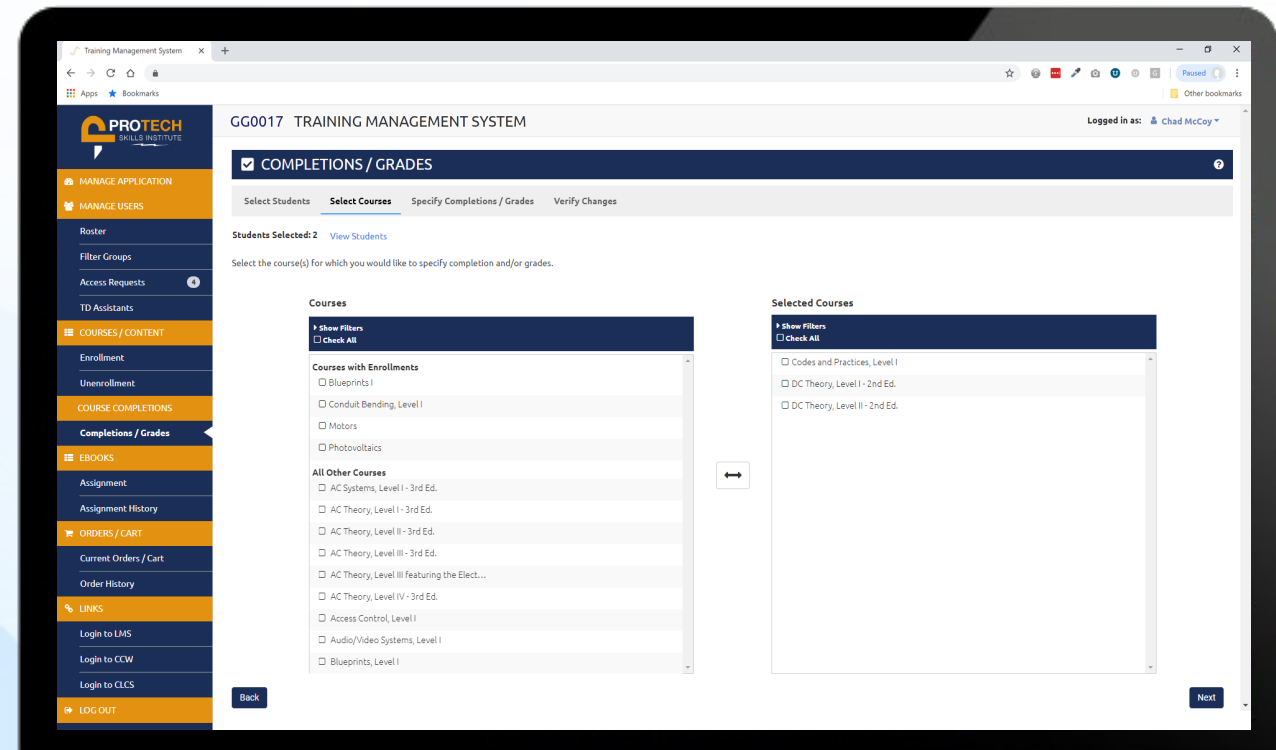 Training Management System
Paused
Apps
Bookmarks
Other bookmarks
PROTECH
SKILLS INSTITUTE
GG0017 TRAINING MANAGEMENT SYSTEM
Logged in as: Chad McCoy
COMPLETIONS / GRADES
Select Students
Select Courses
Specify Completions / Grades
Verify Changes
Students Selected: 2 View Students
Select the course(s) for which you would like to specify completion and/or grades.
MANAGE APPLICATION
MANAGE USERS
Roster
Filter Groups
Access Requests 4
TD Assistants
COURSES / CONTENT
Enrollment
Unenrollment
COURSE COMPLETIONS
Completions / Grades
EBOOKS
Assignment
Assignment History
ORDERS / CART
Current Orders / Cart
Order History
LINKS
Login to LMS
Login to CCW
Login to CLCS
LOG OUT
Courses
Show Filters
Check All
Courses with Enrollments
Blueprints I
Conduit Bending, Level I
Motors
Photovoltaics
All Other Courses
AC Systems, Level I - 3rd Ed.
AC Theory, Level I - 3rd Ed.
AC Theory, Level II - 3rd Ed.
AC Theory, Level III - 3rd Ed.
AC Theory, Level III featuring the Elect...
AC Theory, Level IV - 3rd Ed.
Access Control, Level I
Audio/Video Systems, Level I
Blueprints, Level I
Selected Courses
Show Filters
Check All
Codes and Practices, Level I
DC Theory, Level I - 2nd Ed.
DC Theory, Level II - 2nd Ed.
Back
Next